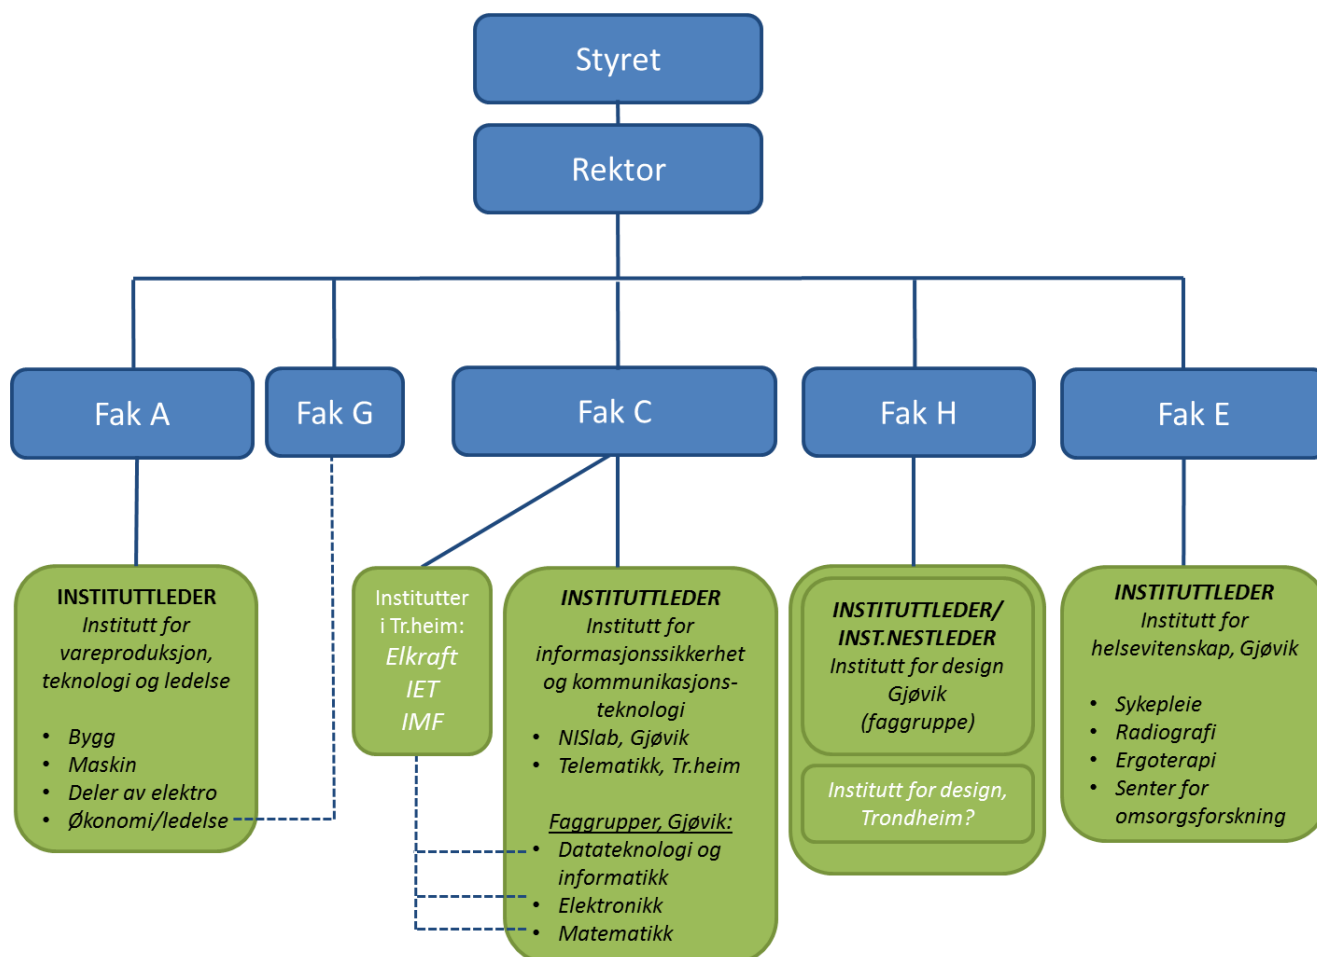 Styret
Rektor
Fak A
Fak G
Fak C
Fak H
Fak E
INSTITUTTLEDER
Institutt for
vareproduksjon,
teknologi og ledelse
• Bygg
• Maskin
• Deler av elektro
• Økonomi/ledelse
Institutter
i Tr.heim:
Elkraft
IET
IMF
INSTITUTTLEDER
Institutt for
informasjonssikkerhet
og kommunikasjons-
teknologi
• NISlab, Gjøvik
• Telematikk, Tr.heim
Faggrupper, Gjøvik:
• Datateknologi og
informatikk
• Elektronikk
• Matematikk
INSTITUTTLEDER/
INST.NESTLEDER
Institutt for design
Gjøvik
(faggruppe)
Institutt for design,
Trondheim?
INSTITUTTLEDER
Institutt for
helsevitenskap, Gjøvik
• Sykepleie
• Radiografi
• Ergoterapi
• Senter for
omsorgsforskning